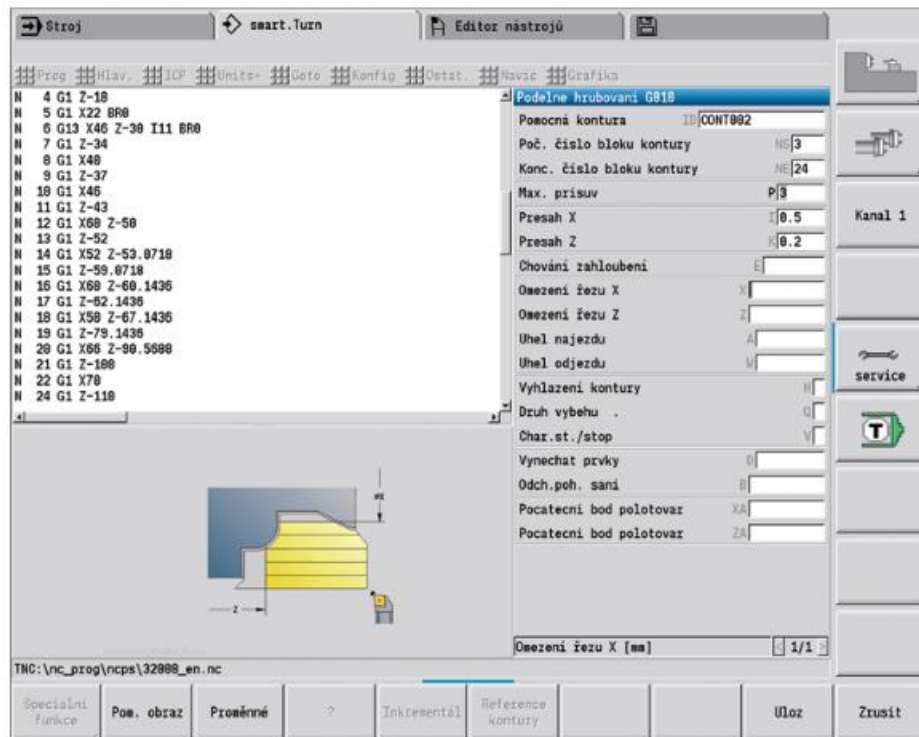 Stroj
smart.Turn
Editor nástrojů
Prog Hlav. ICP Units- Goto Konfig Ostat. Navic Grafika
N 4 G1 Z-18
N 5 G1 X22 BR0
N 6 G13 X46 Z-30 I11 BR0
N 7 G1 Z-34
N 8 G1 X40
N 9 G1 Z-37
N 10 G1 X46
N 11 G1 Z-43
N 12 G1 X60 Z-50
N 13 G1 Z-52
N 14 G1 X52 Z-53.0718
N 15 G1 Z-59.0718
N 16 G1 X60 Z-60.1436
N 17 G1 Z-62.1436
N 18 G1 X50 Z-67.1436
N 19 G1 Z-79.1436
N 20 G1 X66 Z-90.5688
N 21 G1 Z-100
N 22 G1 X70
N 24 G1 Z-110
Podelne hrubovani G810
Pomocná kontura ID CONT002
Poč. číslo bloku kontury NS 3
Konc. číslo bloku kontury NE 24
Max. prisuv P 3
Presah X I 0.5
Presah Z K 0.2
Chování zahloubení E
Omezení řezu X X
Omezení řezu Z Z
Uhel najezdu A
Uhel odjezdu W
Vyhlazení kontury H
Druh vybehu . Q
Char.st./stop V
Vynechat prvky D
Odch.poh. saní B
Pocatecni bod polotovar XA
Pocatecni bod polotovar ZA
Omezení řezu X [mm] < 1/1 >
øX
Z
Kanal 1
service
T
TNC:\nc_prog\ncps\32080_en.nc
Speciální
funkce
Pom. obraz
Proměnné
?
Inkrementál
Reference
kontury
Uloz
Zrusit